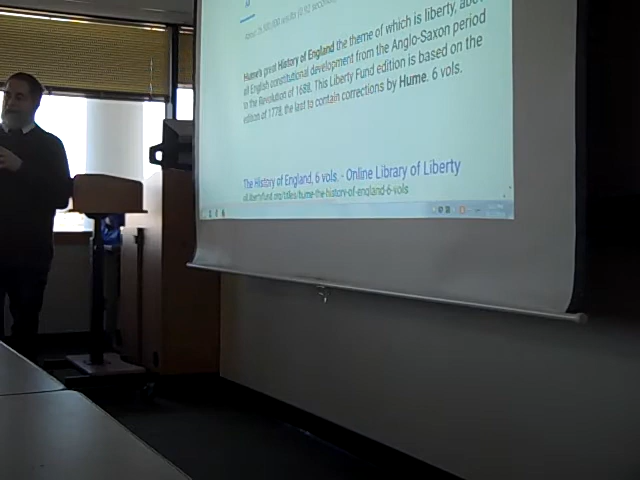 Hume's great History of England the theme of which is liberty, above
all English constitutional development from the Anglo-Saxon period
to the Revolution of 1688. This Liberty Fund edition is based on the
edition of 1778, the last to contain corrections by Hume. 6 vols.
The History of England, 6 vols. - Online Library of Liberty
oll.libertyfund.org/titles/hume-the-history-of-england-6-vols